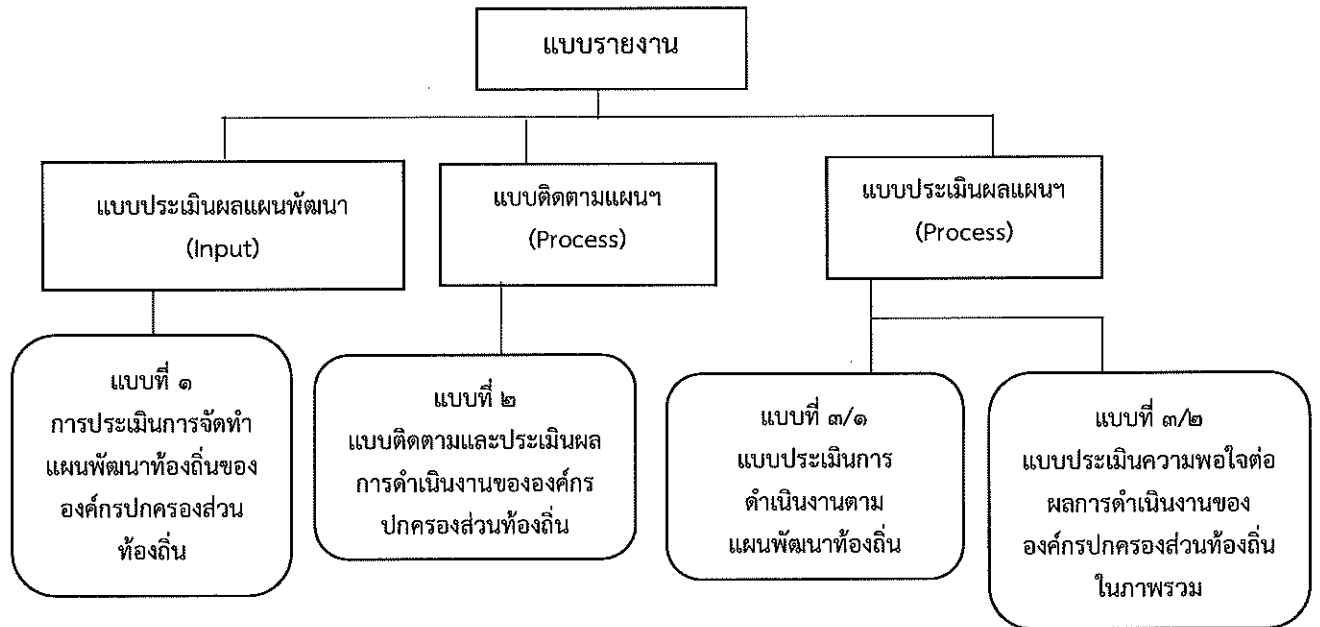 แบบรายงาน
แบบประเมินผลแผนพัฒนา
(Input)
แบบติดตามแผนฯ
(Process)
แบบประเมินผลแผนฯ
(Process)
แบบที่ ๑
การประเมินการจัดทำ
แผนพัฒนาท้องถิ่นของ
องค์กรปกครองส่วน
ท้องถิ่น
แบบที่ ๒
แบบติดตามและประเมินผล
การดำเนินงานขององค์กร
ปกครองส่วนท้องถิ่น
แบบที่ ๓/๑
แบบประเมินการ
ดำเนินงานตาม
แผนพัฒนาท้องถิ่น
แบบที่ ๓/๒
แบบประเมินความพอใจต่อ
ผลการดำเนินงานของ
องค์กรปกครองส่วนท้องถิ่น
ในภาพรวม